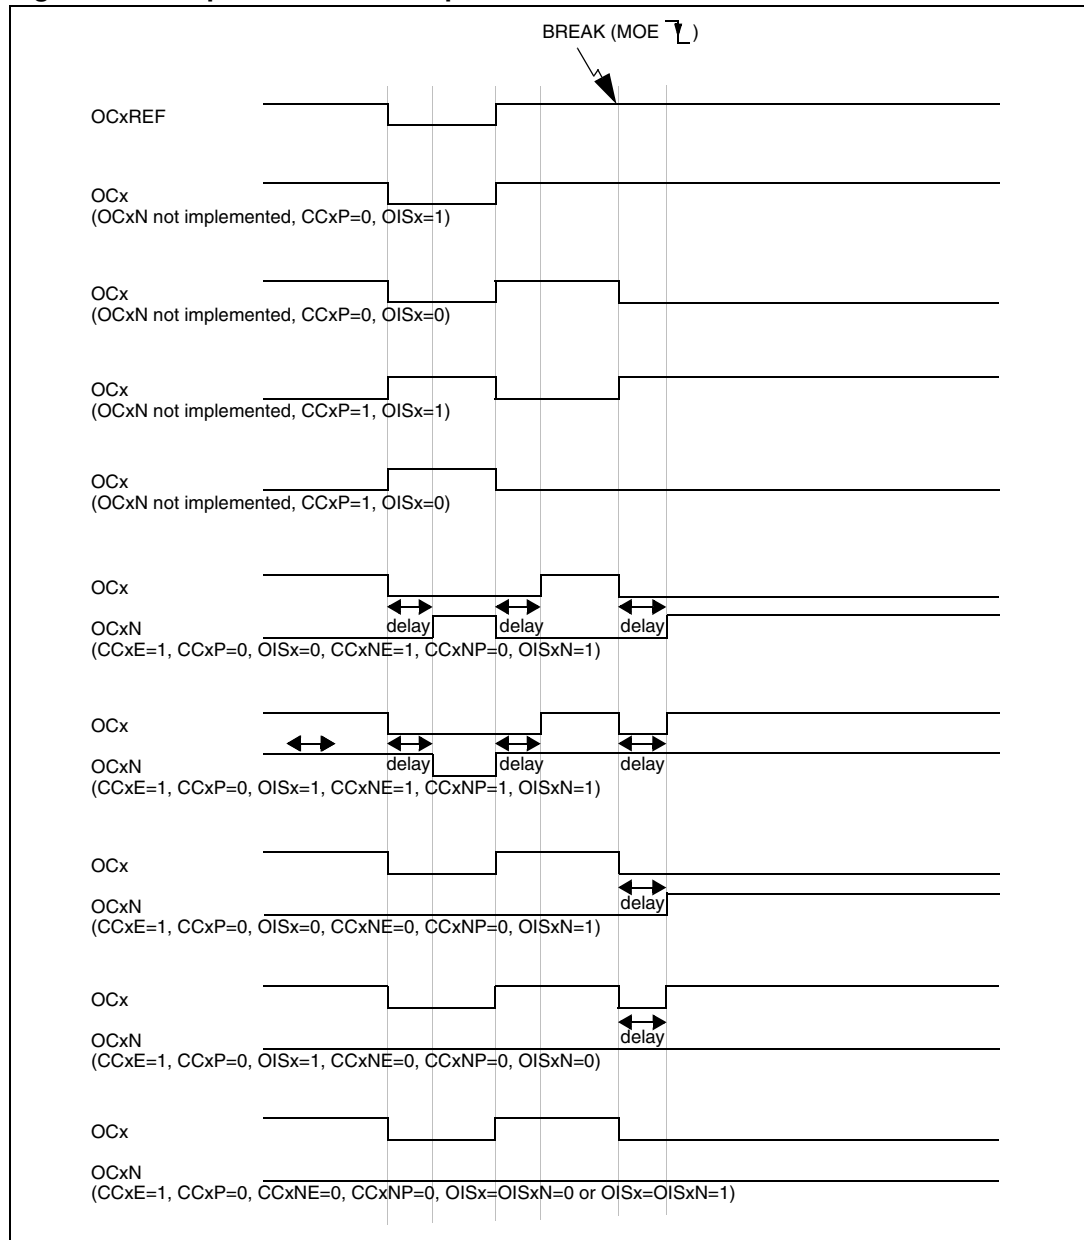 BREAK (MOE )
OCxREF
OCx
(OCxN not implemented, CCxP=0, OISx=1)
OCx
(OCxN not implemented, CCxP=0, OISx=0)
OCx
(OCxN not implemented, CCxP=1, OISx=1)
OCx
(OCxN not implemented, CCxP=1, OISx=0)
OCx
delay delay delay
OCxN
(CCxE=1, CCxP=0, OISx=0, CCxNE=1, CCxNP=0, OISxN=1)
OCx
delay delay delay
OCxN
(CCxE=1, CCxP=0, OISx=1, CCxNE=1, CCxNP=1, OISxN=1)
OCx
delay
OCxN
(CCxE=1, CCxP=0, OISx=0, CCxNE=0, CCxNP=0, OISxN=1)
OCx
delay
OCxN
(CCxE=1, CCxP=0, OISx=1, CCxNE=0, CCxNP=0, OISxN=0)
OCx
OCxN
(CCxE=1, CCxP=0, CCxNE=0, CCxNP=0, OISx=OISxN=0 or OISx=OISxN=1)